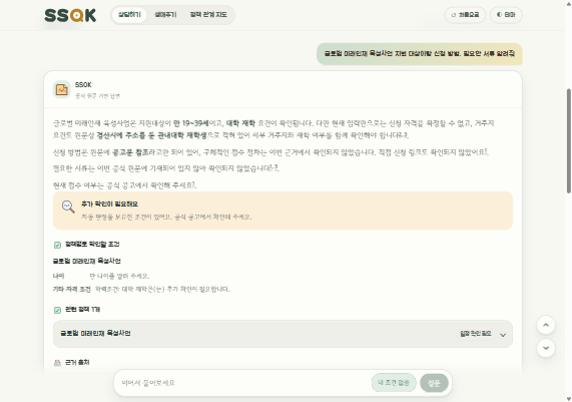 SSOK
상담하기
생애주기
정책 관계 지도
처음으로
테마
글로벌 미래인재 육성사업 지원 대상이랑 신청 방법, 필요한 서류 알려줘
SSOK
공식 원문 기반 답변
글로벌 미래인재 육성사업은 지원대상이 만 19~39세이고, 대학 재학 요건이 확인됩니다. 다만 현재 입력만으로는 신청 자격을 확정할 수 없고, 거주지
요건도 원문상 경산시에 주소를 둔 관내대학 재학생으로 적혀 있어 세부 거주지와 재학 여부를 함께 확인해야 합니다
신청 방법은 원문에 공고문 참조라고만 되어 있어, 구체적인 접수 절차는 이번 근거에서 확인되지 않았습니다. 직접 신청 링크도 확인되지 않았어요
필요한 서류는 이번 공식 원문에 기재되어 있지 않아 확인되지 않았습니다
현재 접수 여부는 공식 공고에서 확인해 주세요
추가 확인이 필요해요
자동 판정을 보류한 조건이 있어요. 공식 공고에서 확인해 주세요.
정책별로 확인할 조건
글로벌 미래인재 육성사업
나이 만 나이를 알려 주세요.
기타 자격 조건 학력조건: 대학 재학은(는) 추가 확인이 필요합니다.
관련 정책 1개
글로벌 미래인재 육성사업
일정 확인 필요
근거 출처
이어서 물어보세요
내 조건 없음
질문